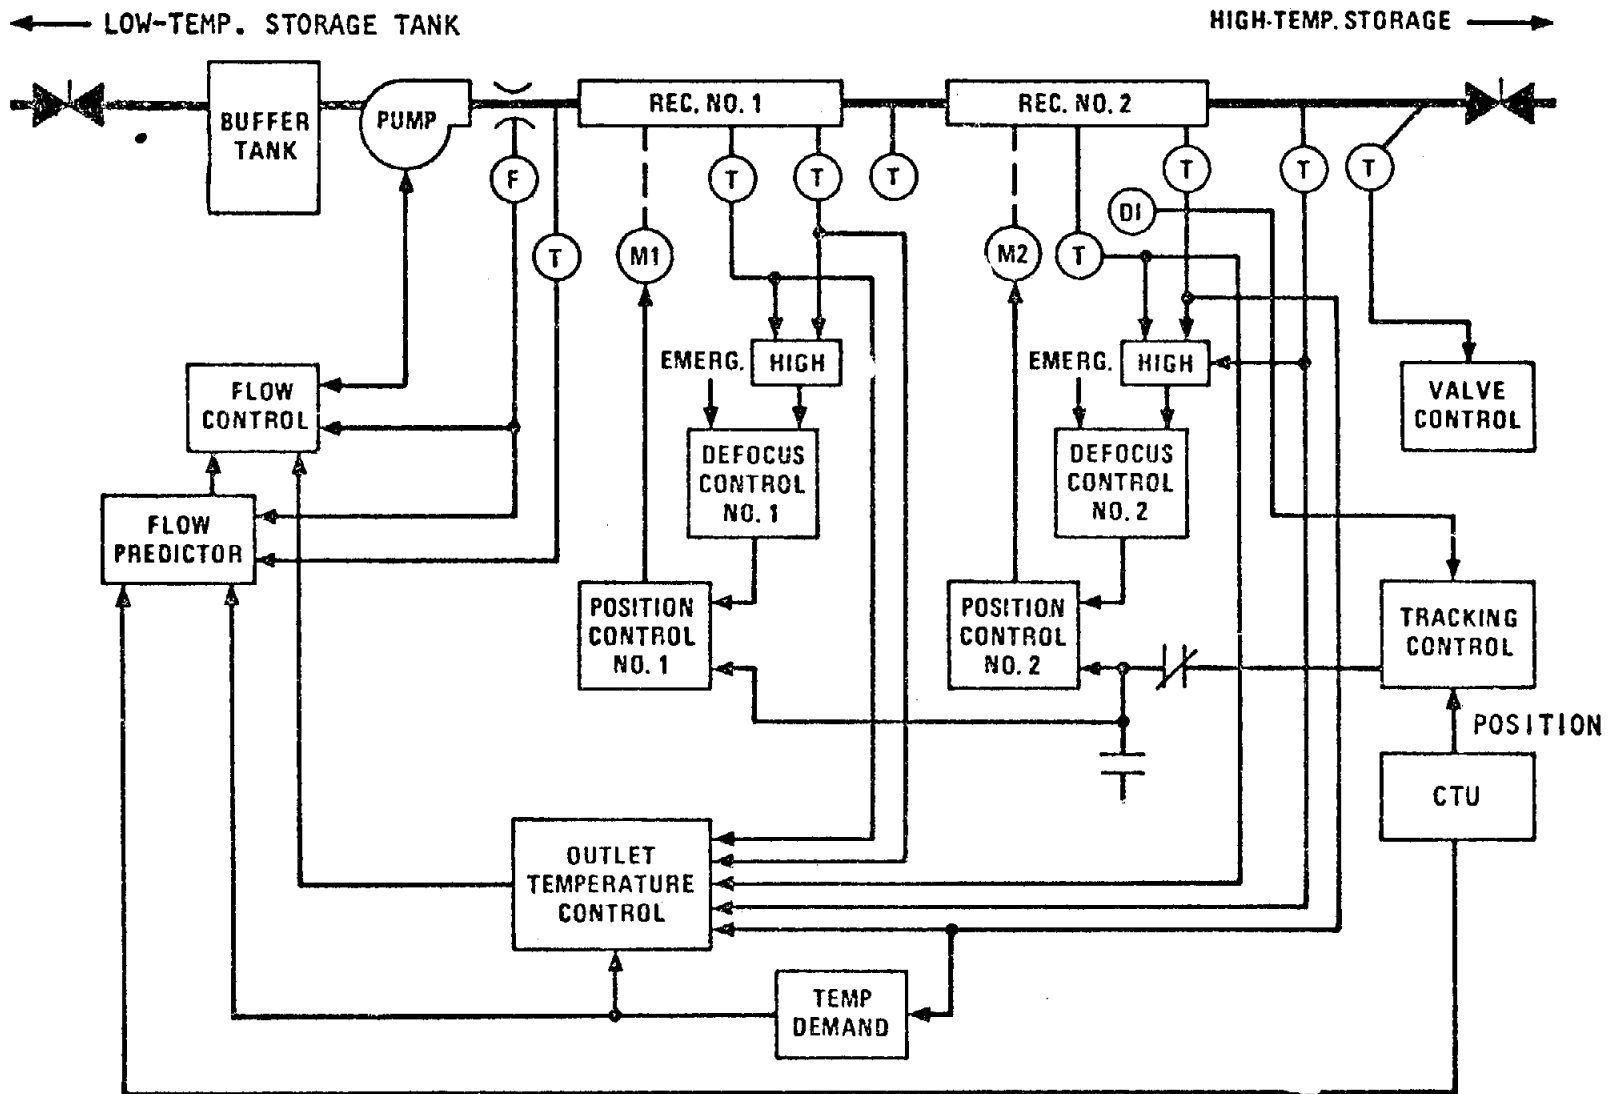 LOW-TEMP. STORAGE TANK
HIGH-TEMP. STORAGE
BUFFER
TANK
PUMP
REC. NO. 1
REC. NO. 2
F
T
T
T
T
T
T
T
DI
T
M1
M2
T
EMERG.
HIGH
EMERG.
HIGH
FLOW
CONTROL
VALVE
CONTROL
DEFOCUS
CONTROL
NO. 1
DEFOCUS
CONTROL
NO. 2
FLOW
PREDICTOR
POSITION
CONTROL
NO. 1
POSITION
CONTROL
NO. 2
TRACKING
CONTROL
POSITION
CTU
OUTLET
TEMPERATURE
CONTROL
TEMP
DEMAND